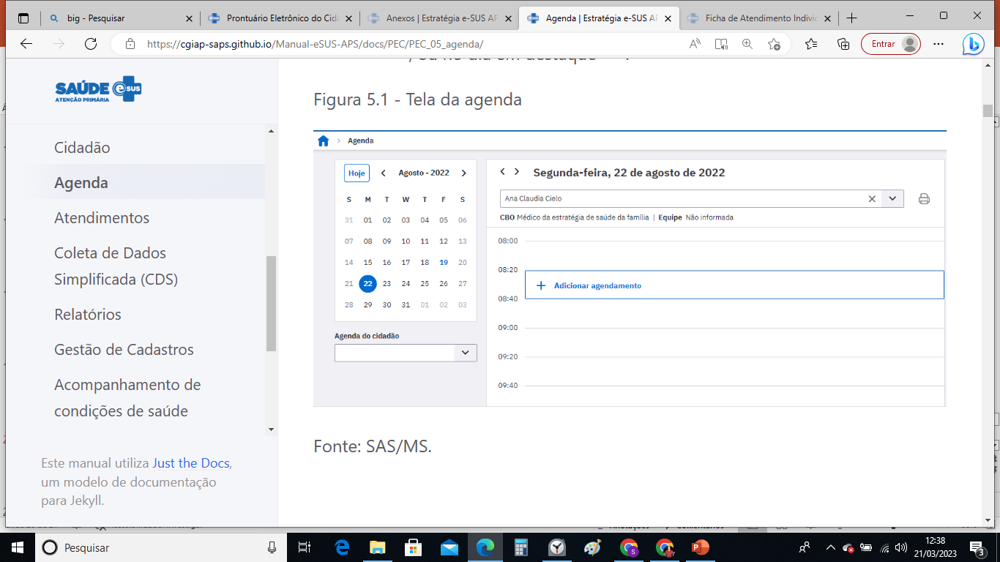 big - Pesquisar
Prontuário Eletrônico do Cida
Anexos | Estratégia e-SUS AP
Agenda | Estratégia e-SUS AP
Ficha de Atendimento Individ
https://cgiap-saps.github.io/Manual-eSUS-APS/docs/PEC/PEC_05_agenda/
Entrar
SAÚDE e SUS
ATENÇÃO PRIMÁRIA
Cidadão
Agenda
Atendimentos
Coleta de Dados
Simplificada (CDS)
Relatórios
Gestão de Cadastros
Acompanhamento de
condições de saúde
Este manual utiliza Just the Docs,
um modelo de documentação
para Jekyll.
Figura 5.1 - Tela da agenda
Agenda
Hoje
Agosto - 2022
S M T W T F S
31 01 02 03 04 05 06
07 08 09 10 11 12 13
14 15 16 17 18 19 20
21 22 23 24 25 26 27
28 29 30 31 01 02 03
Agenda do cidadão
Segunda-feira, 22 de agosto de 2022
Ana Claudia Cielo
CBO Médico da estratégia de saúde da família | Equipe Não informada
08:00
08:20
+ Adicionar agendamento
08:40
09:00
09:20
09:40
Fonte: SAS/MS.
Pesquisar
12:38
21/03/2023
3